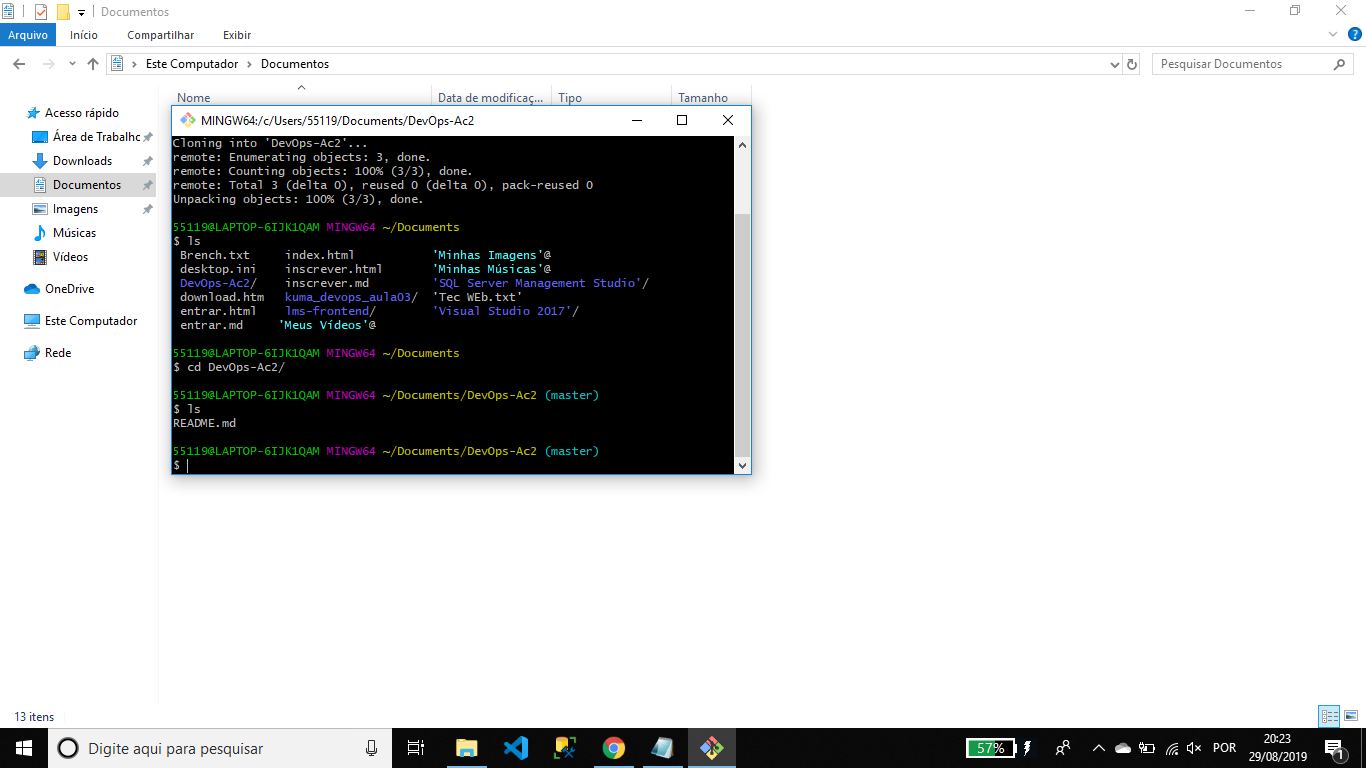 Documentos
Arquivo Início Compartilhar Exibir
Este Computador Documentos Pesquisar Documentos
Nome Data de modificaç... Tipo Tamanho
Acesso rápido
Área de Trabalho
Downloads
Documentos
Imagens
Músicas
Vídeos
OneDrive
Este Computador
Rede
MINGW64:/c/Users/55119/Documents/DevOps-Ac2
Cloning into 'DevOps-Ac2'...
remote: Enumerating objects: 3, done.
remote: Counting objects: 100% (3/3), done.
remote: Total 3 (delta 0), reused 0 (delta 0), pack-reused 0
Unpacking objects: 100% (3/3), done.
55119@LAPTOP-6IJK1QAM MINGW64 ~/Documents
$ ls
Brench.txt index.html 'Minhas Imagens'@
desktop.ini inscrever.html 'Minhas Músicas'@
DevOps-Ac2/ inscrever.md 'SQL Server Management Studio'/
download.htm kuma_devops_aula03/ 'Tec WEb.txt'
entrar.html lms-frontend/ 'Visual Studio 2017'/
entrar.md 'Meus Vídeos'@
55119@LAPTOP-6IJK1QAM MINGW64 ~/Documents
$ cd DevOps-Ac2/
55119@LAPTOP-6IJK1QAM MINGW64 ~/Documents/DevOps-Ac2 (master)
$ ls
README.md
55119@LAPTOP-6IJK1QAM MINGW64 ~/Documents/DevOps-Ac2 (master)
$
13 itens
Digite aqui para pesquisar
57%
POR
20:23
29/08/2019
1